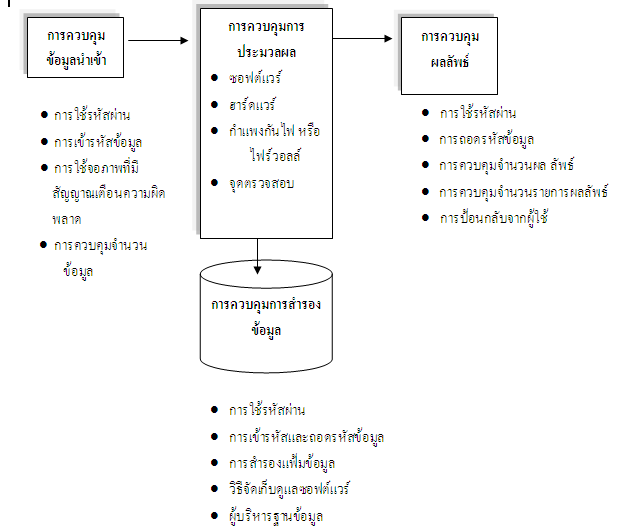 การควบคุม
ข้อมูลนำเข้า
● การใช้รหัสผ่าน
● การเข้ารหัสข้อมูล
● การใช้จอภาพที่มี
สัญญาณเตือนความผิด
พลาด
● การควบคุมจำนวน
ข้อมูล
การควบคุมการ
ประมวลผล
● ซอฟต์แวร์
● ฮาร์ดแวร์
● กำแพงกันไฟ หรือ
ไฟร์วอลล์
● จุดตรวจสอบ
การควบคุม
ผลลัพธ์
● การใช้รหัสผ่าน
● การถอดรหัสข้อมูล
● การควบคุมจำนวนผล ลัพธ์
● การควบคุมจำนวนรายการผลลัพธ์
● การป้อนกลับจากผู้ใช้
การควบคุมการสำรอง
ข้อมูล
● การใช้รหัสผ่าน
● การเข้ารหัสและถอดรหัสข้อมูล
● การสำรองแฟ้มข้อมูล
● วิธีจัดเก็บดูแลซอฟต์แวร์
● ผู้บริหารฐานข้อมูล